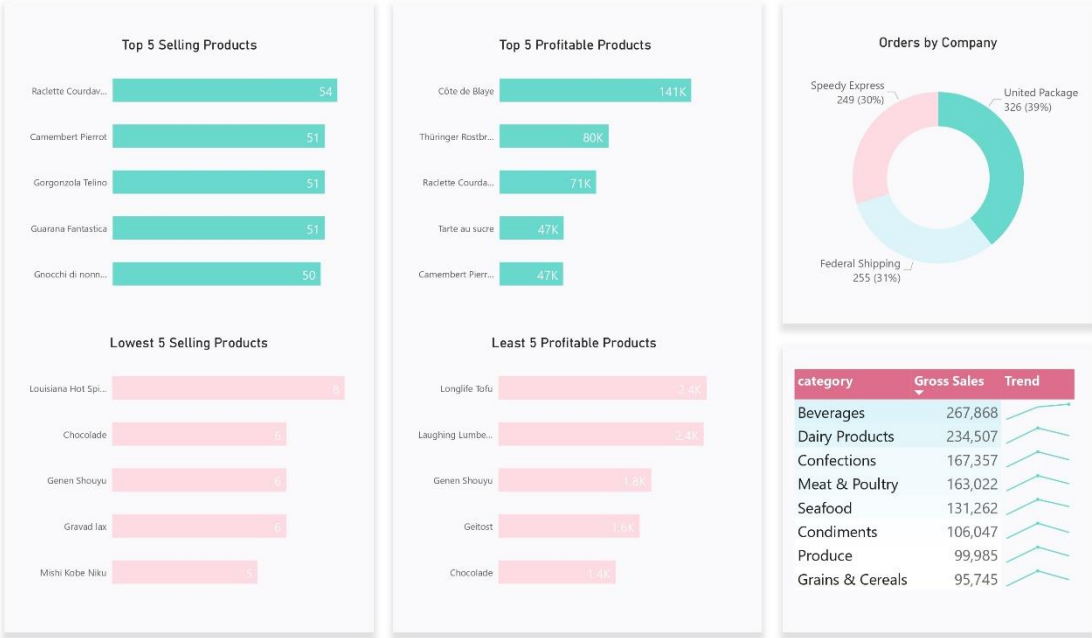 Top 5 Selling Products
Raclette Courdav... 54
Camembert Pierrot 51
Gorgonzola Telino 51
Guarana Fantastica 51
Gnocchi di nonn... 50
Lowest 5 Selling Products
Louisiana Hot Spi... 8
Chocolade 6
Genen Shouyu 6
Gravad lax 6
Mishi Kobe Niku 5
Top 5 Profitable Products
Côte de Blaye 141K
Thüringer Rostbr... 80K
Raclette Courda... 71K
Tarte au sucre 47K
Camembert Pierr... 47K
Least 5 Profitable Products
Longlife Tofu 2.4K
Laughing Lumbe... 2.4K
Genen Shouyu 1.8K
Geitost 1.6K
Chocolade 1.4K
Orders by Company
Speedy Express
249 (30%)
United Package
326 (39%)
Federal Shipping
255 (31%)
category Gross Sales Trend
Beverages 267,868
Dairy Products 234,507
Confections 167,357
Meat & Poultry 163,022
Seafood 131,262
Condiments 106,047
Produce 99,985
Grains & Cereals 95,745